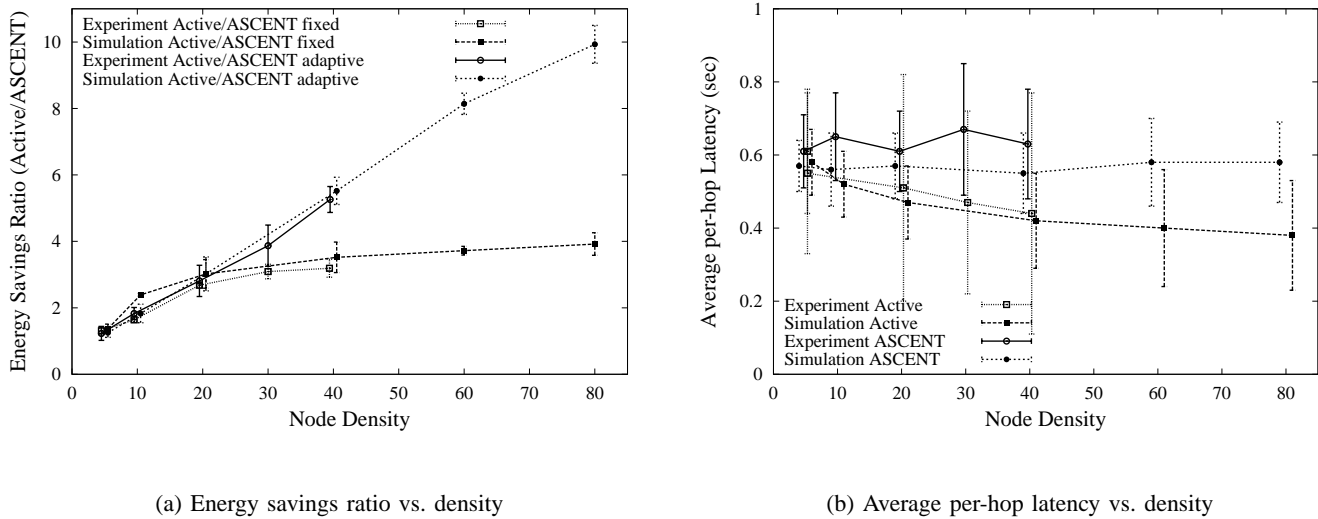 Energy Savings Ratio (Active/ASCENT)
10
8
6
4
2
0
0 10 20 30 40 50 60 70 80
Node Density
Experiment Active/ASCENT fixed
Simulation Active/ASCENT fixed
Experiment Active/ASCENT adaptive
Simulation Active/ASCENT adaptive
(a) Energy savings ratio vs. density
Average per-hop Latency (sec)
1
0.8
0.6
0.4
0.2
0
0 10 20 30 40 50 60 70 80
Node Density
Experiment Active
Simulation Active
Experiment ASCENT
Simulation ASCENT
(b) Average per-hop latency vs. density